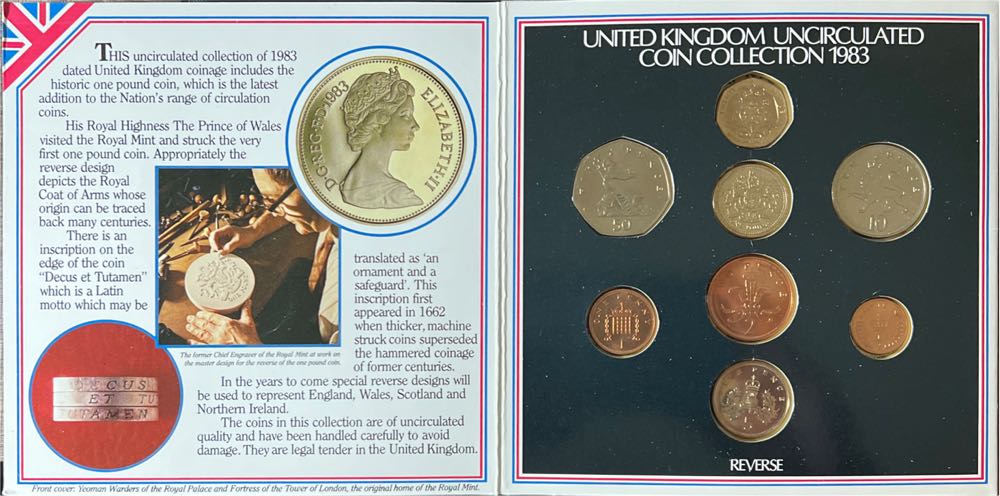 THIS uncirculated collection of 1983
dated United Kingdom coinage includes the
historic one pound coin, which is the latest
addition to the Nation's range of circulation
coins.
His Royal Highness The Prince of Wales
visited the Royal Mint and struck the very
first one pound coin. Appropriately the
reverse design
depicts the Royal
Coat of Arms whose
origin can be traced
back many centuries.
There is an
inscription on the
edge of the coin
"Decus et Tutamen"
which is a Latin
motto which may be
translated as 'an
ornament and a
safeguard'. This
inscription first
appeared in 1662
when thicker, machine
struck coins superseded
the hammered coinage
of former centuries.
In the years to come special reverse designs will
be used to represent England, Wales, Scotland and
Northern Ireland.
The coins in this collection are of uncirculated
quality and have been handled carefully to avoid
damage. They are legal tender in the United Kingdom.
D·G·REG·F·D·1983
ELIZABETH·II
The former Chief Engraver of the Royal Mint at work on
the master design for the reverse of the one pound coin.
ECUS
ET TU
UTAMEN
Front cover: Yeoman Warders of the Royal Palace and Fortress of the Tower of London, the original home of the Royal Mint.
UNITED KINGDOM UNCIRCULATED
COIN COLLECTION 1983
50
10
5
REVERSE